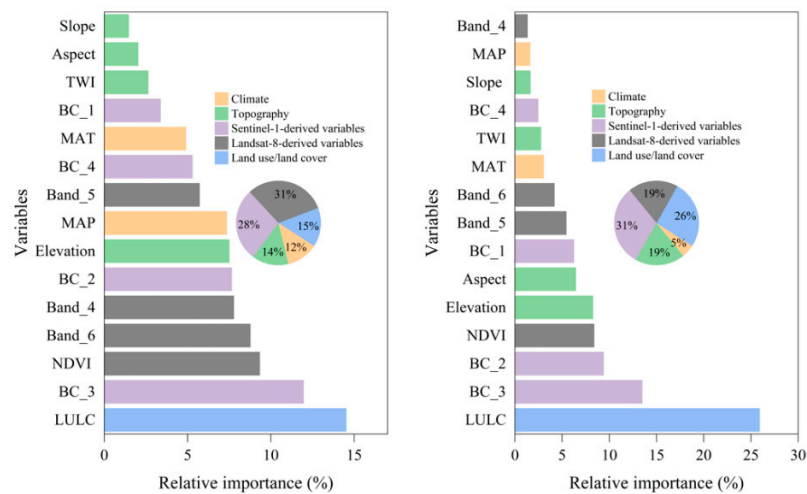 Variables
Slope
Aspect
TWI
BC_1
MAT
BC_4
Band_5
MAP
Elevation
BC_2
Band_4
Band_6
NDVI
BC_3
LULC
Climate
Topography
Sentinel-1-derived variables
Landsat-8-derived variables
Land use/land cover
31%
28%
15%
14%
12%
0 5 10 15
Relative importance (%)
Variables
Band_4
MAP
Slope
BC_4
TWI
MAT
Band_6
Band_5
BC_1
Aspect
Elevation
NDVI
BC_2
BC_3
LULC
Climate
Topography
Sentinel-1-derived variables
Landsat-8-derived variables
Land use/land cover
19%
26%
31%
5%
19%
0 5 10 15 20 25 30
Relative importance (%)